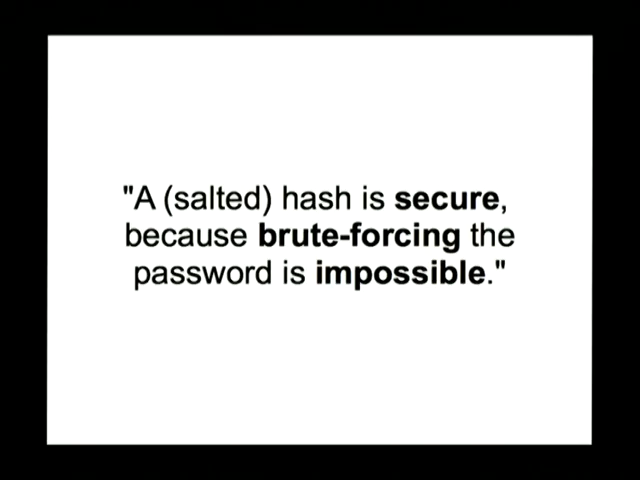 "A (salted) hash is secure,
because brute-forcing the
password is impossible."